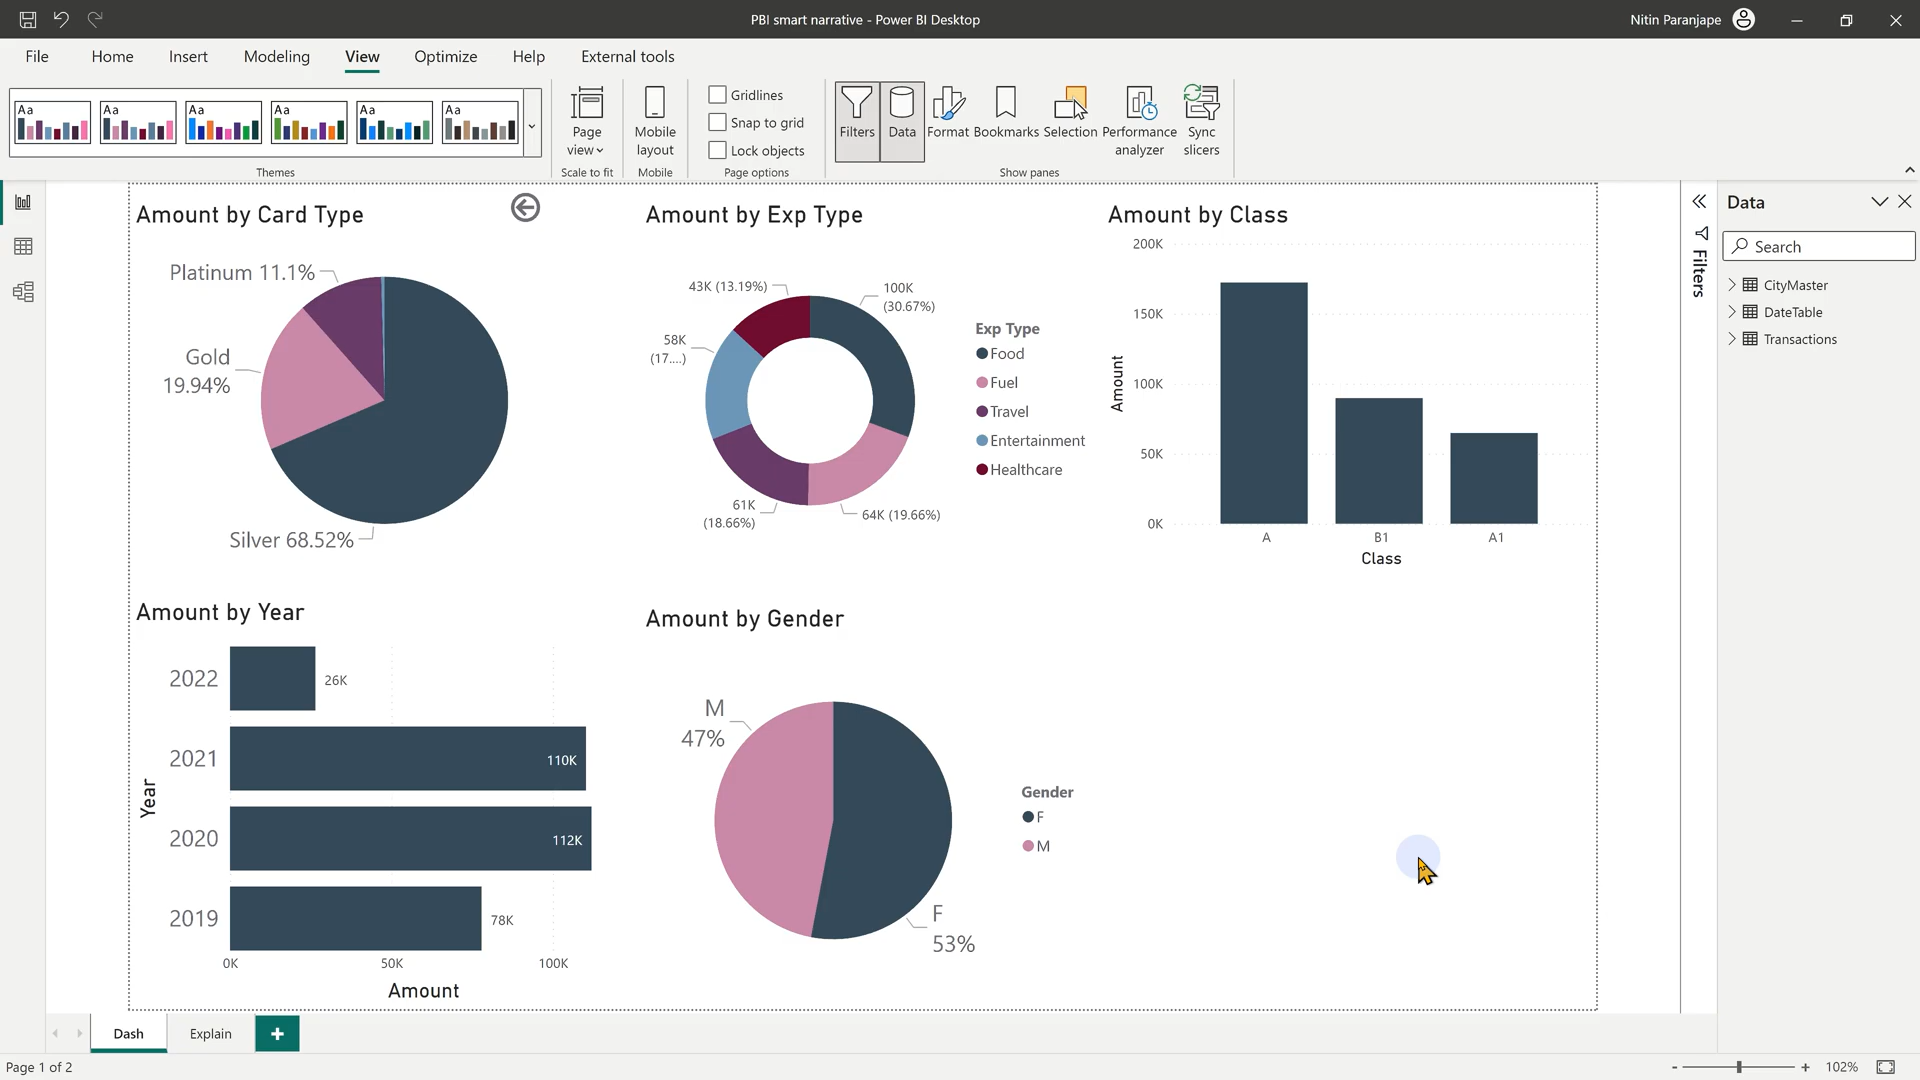 PBI smart narrative - Power BI Desktop
Nitin Paranjape
File
Home
Insert
Modeling
View
Optimize
Help
External tools
Aa
Aa
Aa
Aa
Aa
Aa
Themes
Page
view
Scale to fit
Mobile
layout
Mobile
Gridlines
Snap to grid
Lock objects
Page options
Filters
Data
Format
Bookmarks
Selection
Performance
analyzer
Sync
slicers
Show panes
Amount by Card Type
Platinum 11.1%
Gold
19.94%
Silver 68.52%
Amount by Exp Type
43K (13.19%)
100K
(30.67%)
58K
(17....)
61K
(18.66%)
64K (19.66%)
Exp Type
Food
Fuel
Travel
Entertainment
Healthcare
Amount by Class
200K
150K
100K
50K
0K
Amount
A
B1
A1
Class
Amount by Year
2022
26K
2021
110K
2020
112K
2019
78K
Year
0K
50K
100K
Amount
Amount by Gender
M
47%
F
53%
Gender
F
M
Filters
Data
Search
CityMaster
DateTable
Transactions
Dash
Explain
+
Page 1 of 2
-
+
102%